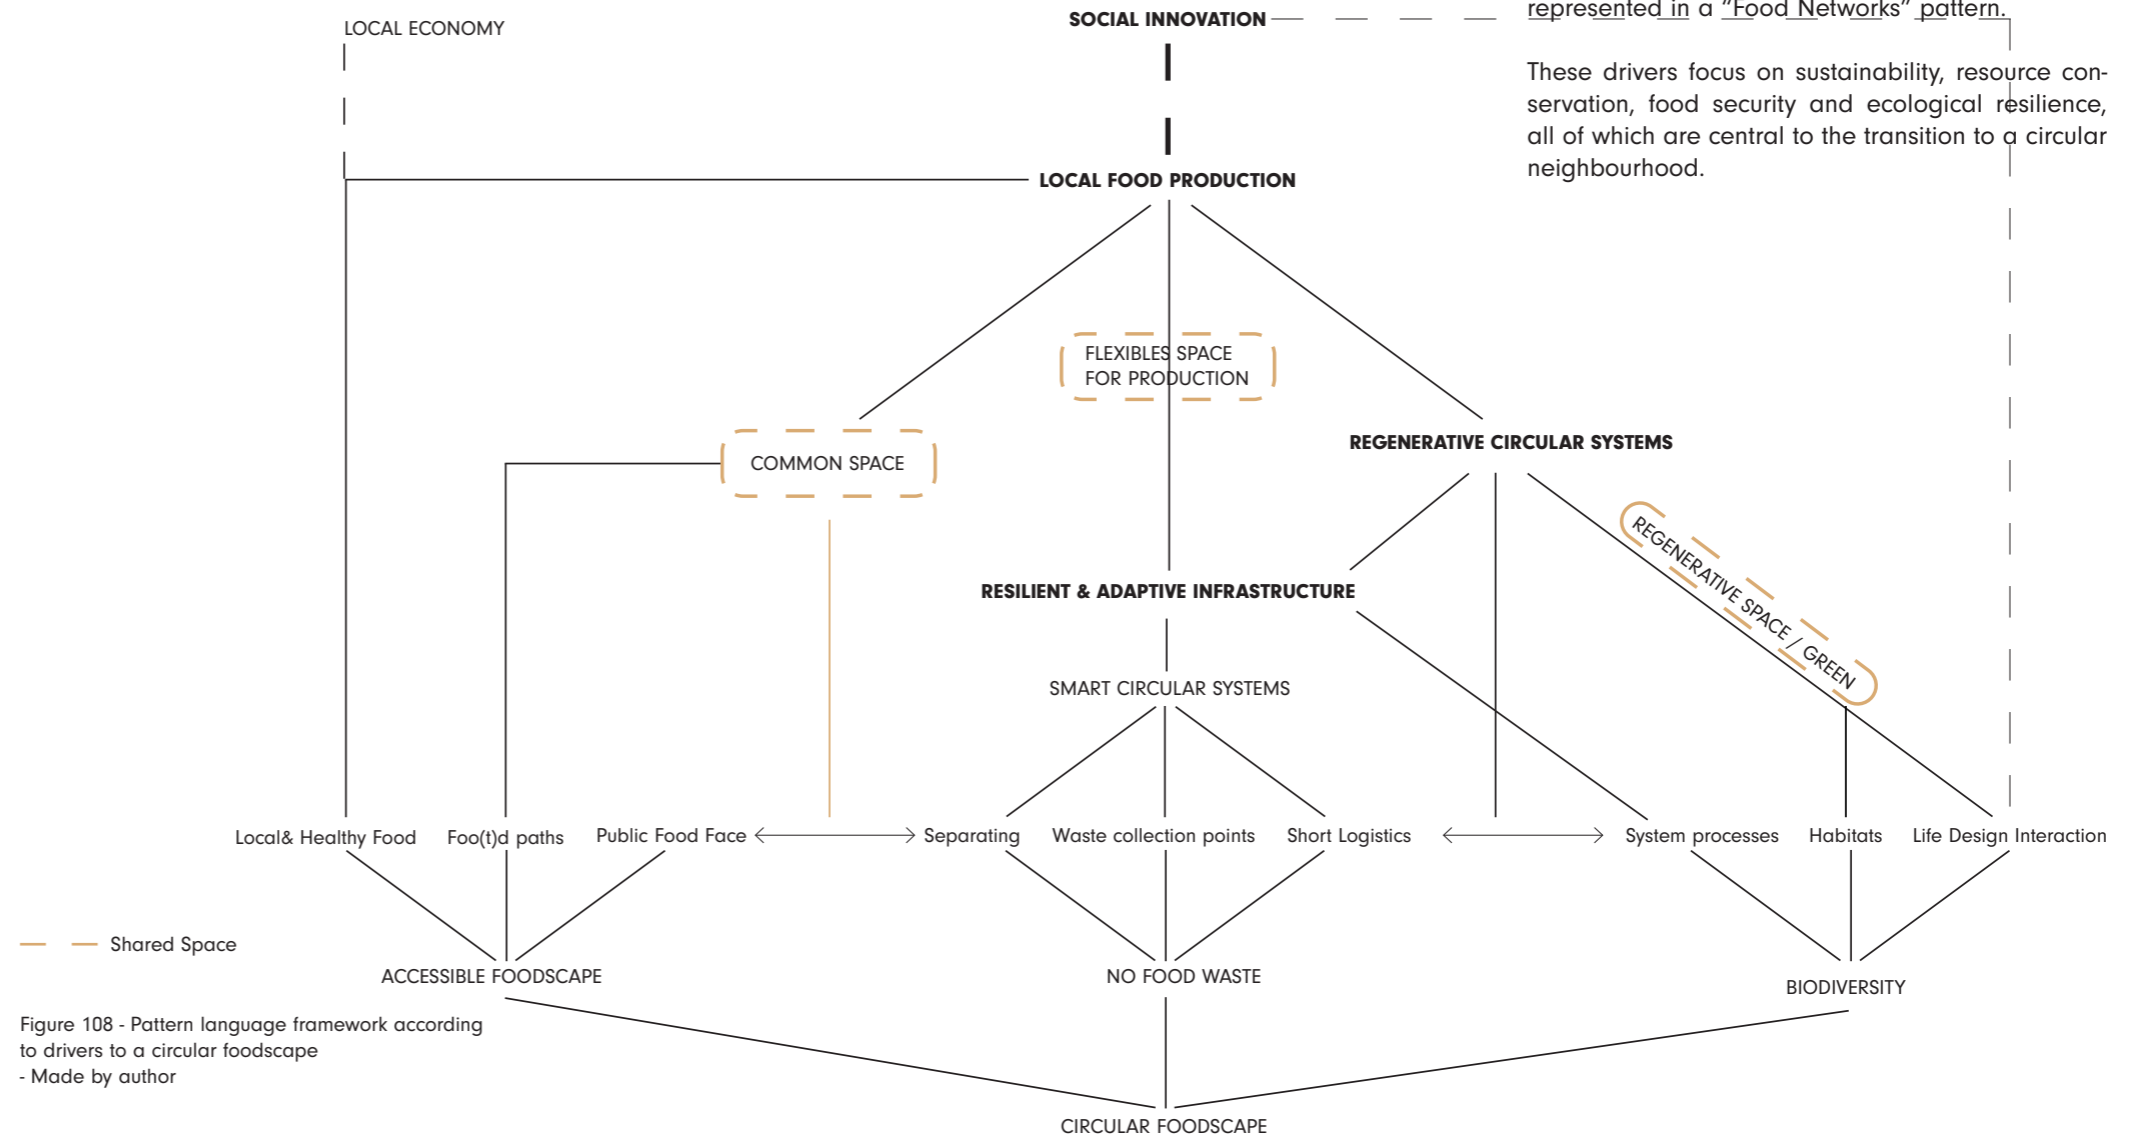 represented in a “Food Networks” pattern.
LOCAL ECONOMY
SOCIAL INNOVATION
These drivers focus on sustainability, resource con-
servation, food security and ecological resilience,
all of which are central to the transition to a circular
neighbourhood.
LOCAL FOOD PRODUCTION
FLEXIBLES SPACE
FOR PRODUCTION
COMMON SPACE
REGENERATIVE CIRCULAR SYSTEMS
REGENERATIVE SPACE / GREEN
RESILIENT & ADAPTIVE INFRASTRUCTURE
SMART CIRCULAR SYSTEMS
Local& Healthy Food
Foo(t)d paths
Public Food Face
Separating
Waste collection points
Short Logistics
System processes
Habitats
Life Design Interaction
Shared Space
ACCESSIBLE FOODSCAPE
NO FOOD WASTE
BIODIVERSITY
Figure 108 - Pattern language framework according
to drivers to a circular foodscape
- Made by author
CIRCULAR FOODSCAPE